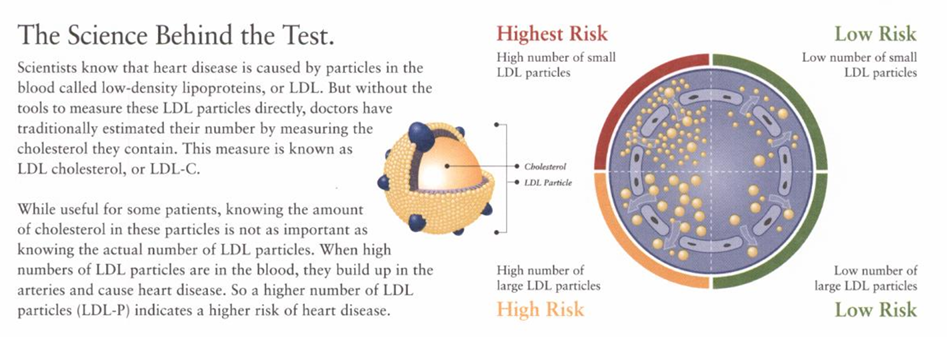 The Science Behind the Test.
Scientists know that heart disease is caused by particles in the
blood called low-density lipoproteins, or LDL. But without the
tools to measure these LDL particles directly, doctors have
traditionally estimated their number by measuring the
cholesterol they contain. This measure is known as
LDL cholesterol, or LDL-C.
While useful for some patients, knowing the amount
of cholesterol in these particles is not as important as
knowing the actual number of LDL particles. When high
numbers of LDL particles are in the blood, they build up in the
arteries and cause heart disease. So a higher number of LDL
particles (LDL-P) indicates a higher risk of heart disease.
Cholesterol
LDL Particle
Highest Risk
High number of small
LDL particles
Low Risk
Low number of small
LDL particles
High number of
large LDL particles
High Risk
Low number of
large LDL particles
Low Risk